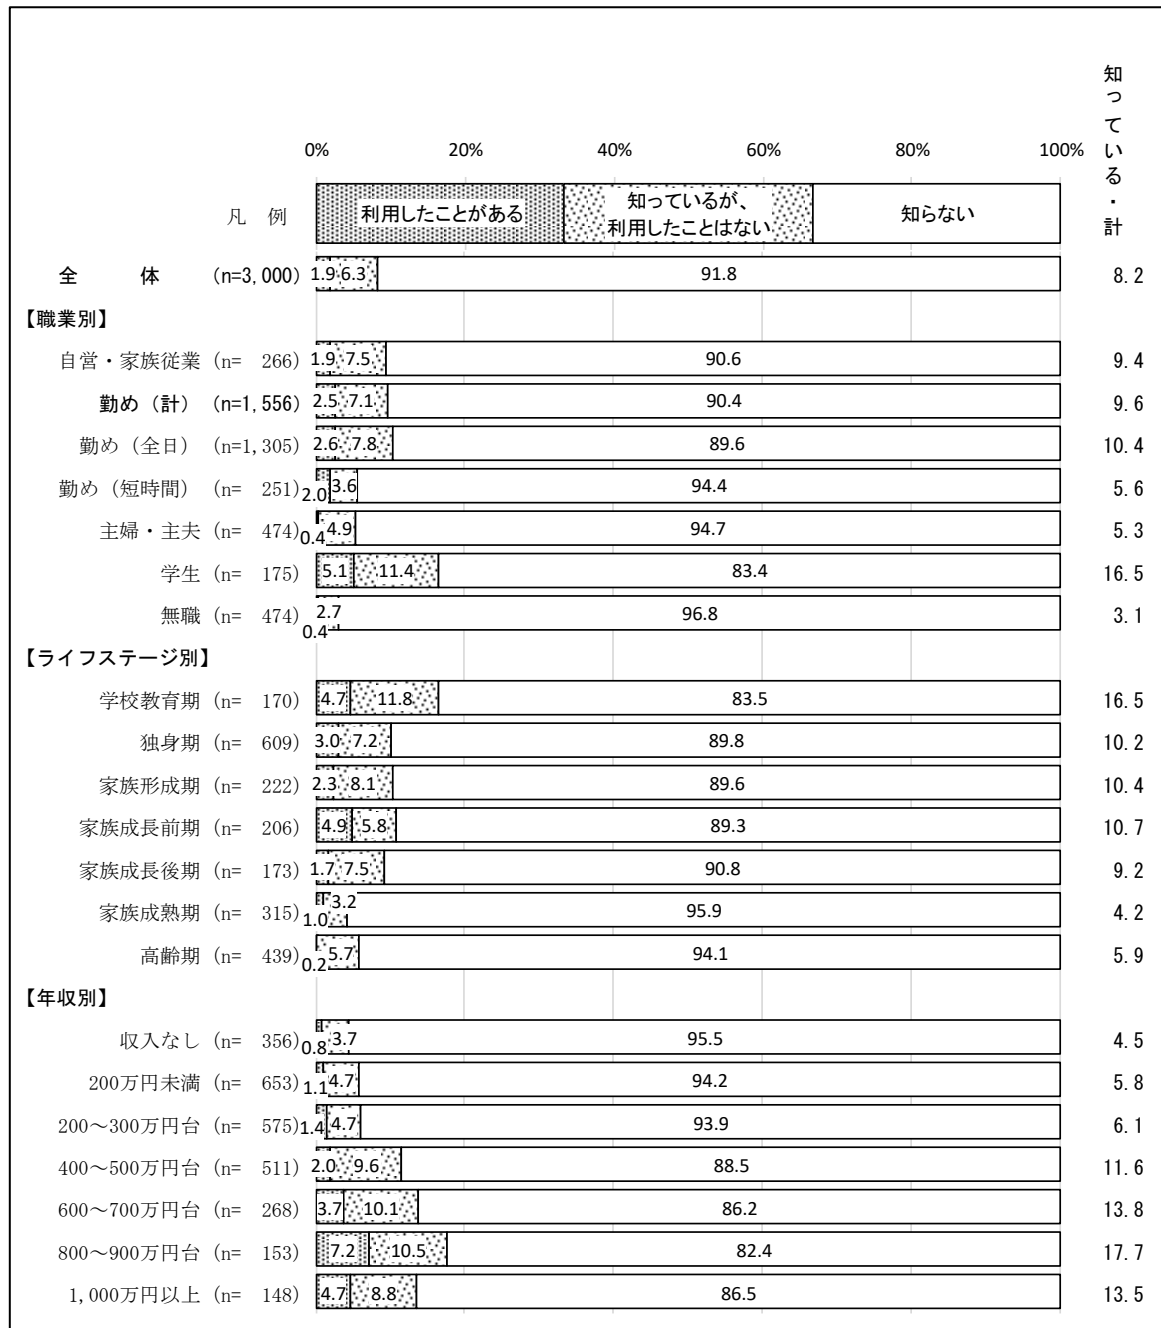 知っている・計
0% 20% 40% 60% 80% 100%
凡 例 利用したことがある 知っているが、利用したことはない 知らない
全 体 (n=3,000) 1.9 6.3 91.8 8.2
【職業別】
自営・家族従業 (n= 266) 1.9 7.5 90.6 9.4
勤め(計) (n=1,556) 2.5 7.1 90.4 9.6
勤め(全日) (n=1,305) 2.6 7.8 89.6 10.4
勤め(短時間) (n= 251) 2.0 3.6 94.4 5.6
主婦・主夫 (n= 474) 0.4 4.9 94.7 5.3
学生 (n= 175) 5.1 11.4 83.4 16.5
無職 (n= 474) 0.4 2.7 96.8 3.1
【ライフステージ別】
学校教育期 (n= 170) 4.7 11.8 83.5 16.5
独身期 (n= 609) 3.0 7.2 89.8 10.2
家族形成期 (n= 222) 2.3 8.1 89.6 10.4
家族成長前期 (n= 206) 4.9 5.8 89.3 10.7
家族成長後期 (n= 173) 1.7 7.5 90.8 9.2
家族成熟期 (n= 315) 1.0 3.2 95.9 4.2
高齢期 (n= 439) 0.2 5.7 94.1 5.9
【年収別】
収入なし (n= 356) 0.8 3.7 95.5 4.5
200万円未満 (n= 653) 1.1 4.7 94.2 5.8
200~300万円台 (n= 575) 1.4 4.7 93.9 6.1
400~500万円台 (n= 511) 2.0 9.6 88.5 11.6
600~700万円台 (n= 268) 3.7 10.1 86.2 13.8
800~900万円台 (n= 153) 7.2 10.5 82.4 17.7
1,000万円以上 (n= 148) 4.7 8.8 86.5 13.5